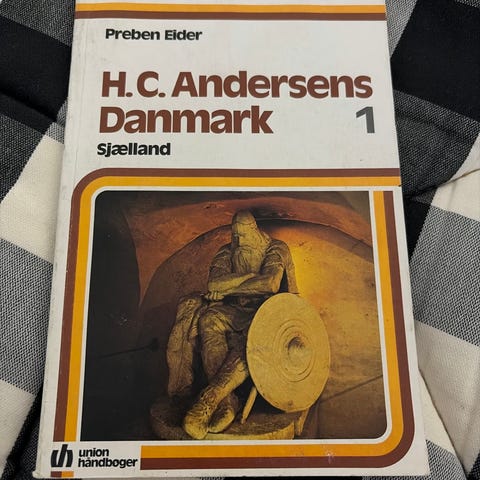 Preben Eider
H.C. Andersens
Danmark 1
Sjælland
union
håndbøger